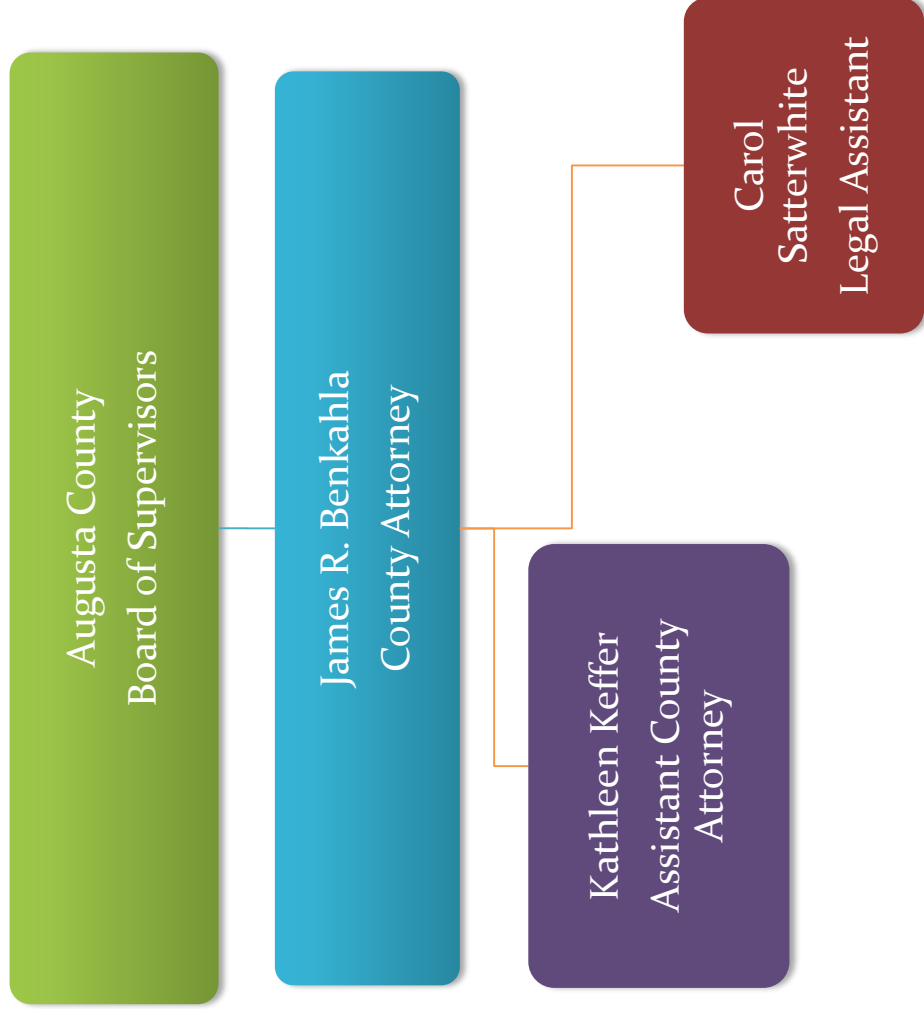 Augusta County
Board of Supervisors
James R. Benkahla
County Attorney
Kathleen Keffer
Assistant County
Attorney
Carol
Satterwhite
Legal Assistant